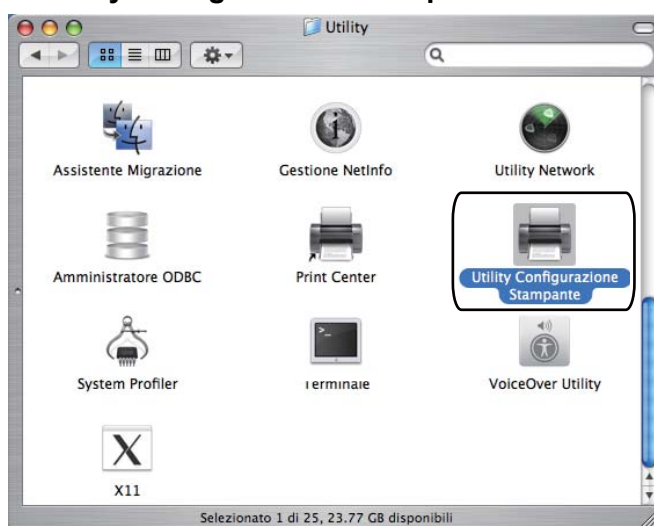 Utility
Assistente Migrazione
Gestione NetInfo
Utility Network
Amministratore ODBC
Print Center
Utility Configurazione
Stampante
System Profiler
Terminale
VoiceOver Utility
X11
Selezionato 1 di 25, 23.77 GB disponibili